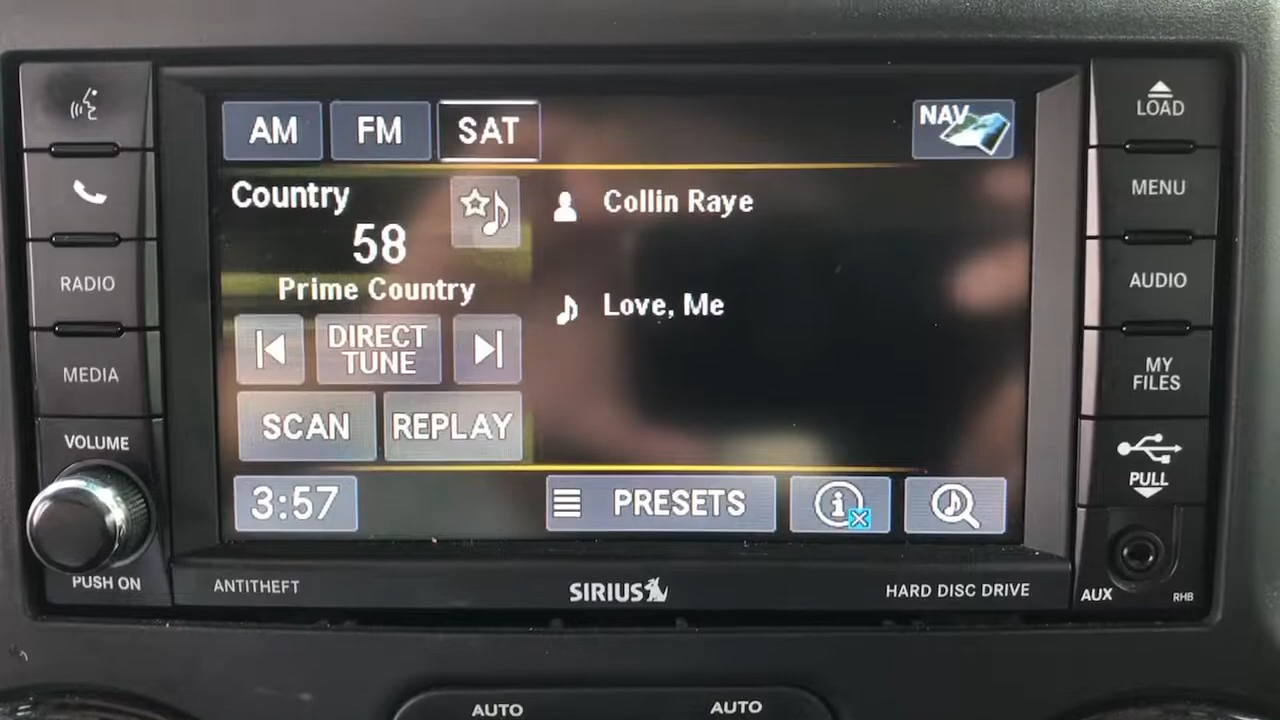 LOAD
MENU
AUDIO
MY
FILES
PULL
AUX
RHB
RADIO
MEDIA
VOLUME
PUSH ON
AM FM SAT NAV
Country
58
Prime Country
DIRECT
TUNE
SCAN REPLAY
Collin Raye
Love, Me
3:57 PRESETS
ANTITHEFT SIRIUS HARD DISC DRIVE
AUTO AUTO